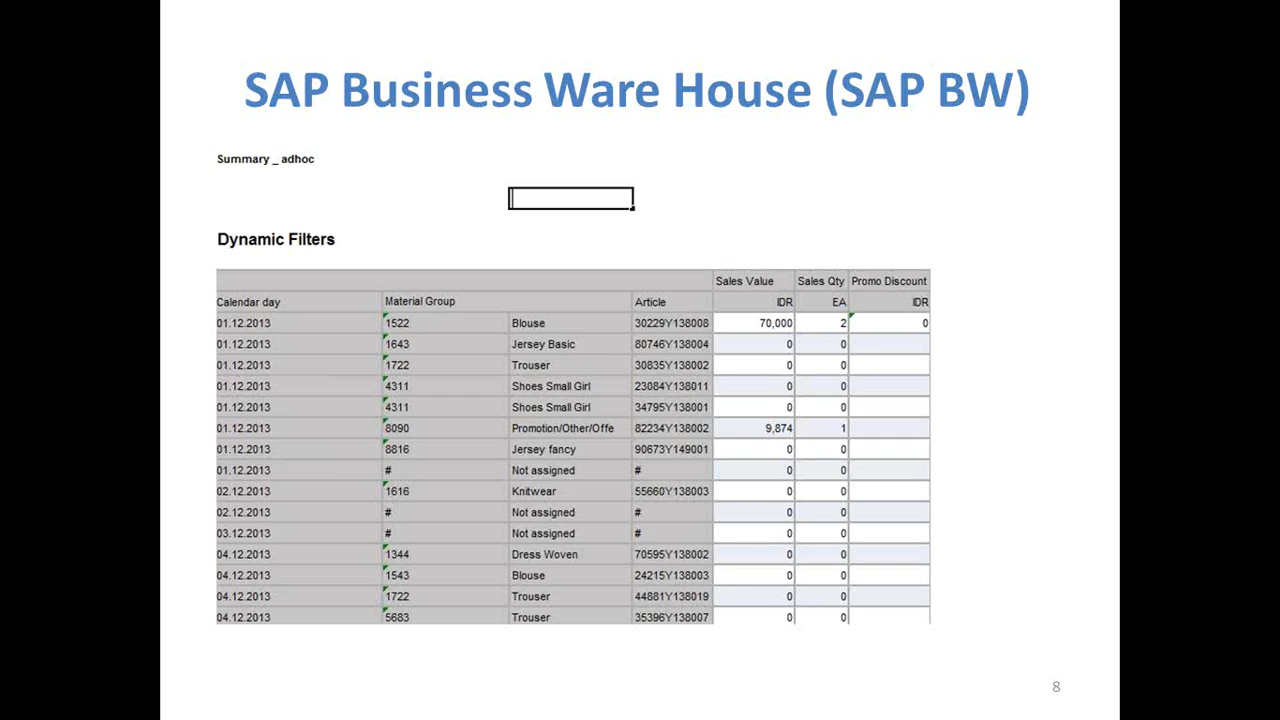 SAP Business Ware House (SAP BW)
Summary _ adhoc
Dynamic Filters
Sales Value Sales Qty Promo Discount
Calendar day Material Group Article IDR EA IDR
01.12.2013 1522 Blouse 30229Y138008 70,000 2 0
01.12.2013 1643 Jersey Basic 80746Y138004 0 0
01.12.2013 1722 Trouser 30835Y138002 0 0
01.12.2013 4311 Shoes Small Girl 23084Y138011 0 0
01.12.2013 4311 Shoes Small Girl 34795Y138001 0 0
01.12.2013 8090 Promotion/Other/Offe 82234Y138002 9,874 1
01.12.2013 8816 Jersey fancy 90673Y149001 0 0
01.12.2013 # Not assigned # 0 0
02.12.2013 1616 Knitwear 55660Y138003 0 0
02.12.2013 # Not assigned # 0 0
03.12.2013 # Not assigned # 0 0
04.12.2013 1344 Dress Woven 70595Y138002 0 0
04.12.2013 1543 Blouse 24215Y138003 0 0
04.12.2013 1722 Trouser 44881Y138019 0 0
04.12.2013 5683 Trouser 35396Y138007 0 0
8